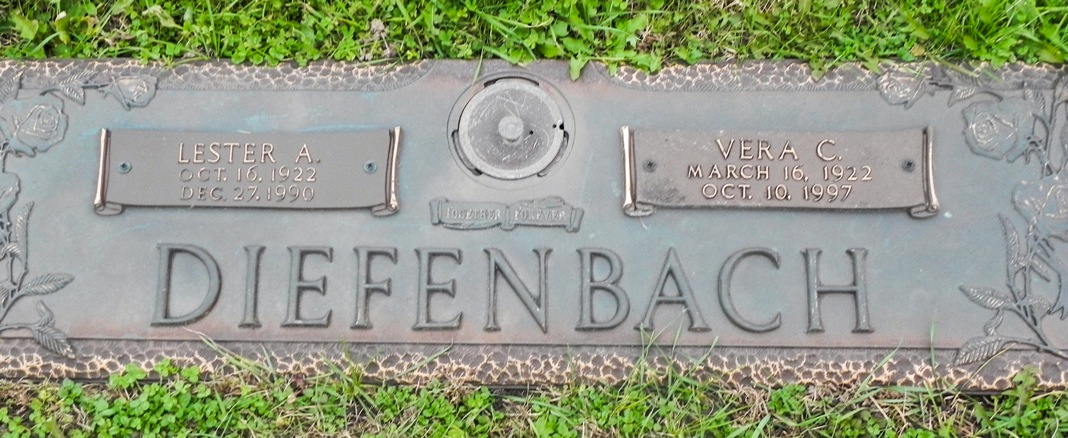 LESTER A.
OCT. 16, 1922
DEC. 27, 1990
VERA C.
MARCH 16, 1922
OCT. 10, 1997
TOGETHER FOREVER
DIEFENBACH